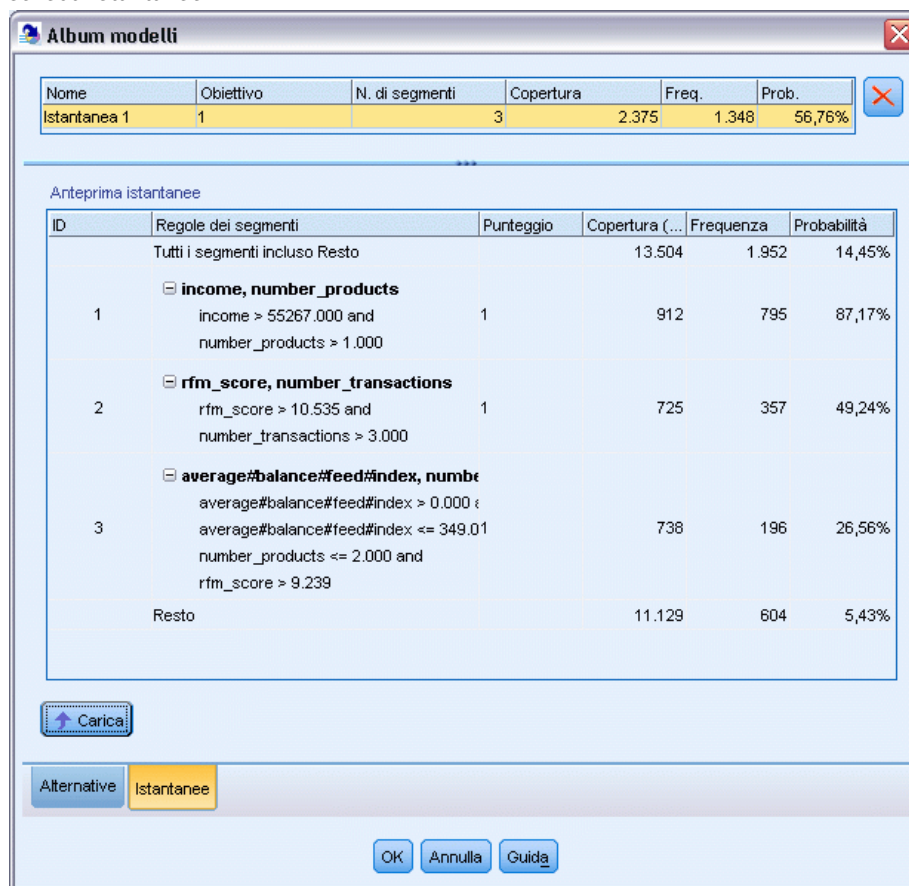 Album modelli
Nome Obiettivo N. di segmenti Copertura Freq. Prob.
Istantanea 1 1 3 2.375 1.348 56,76%
Anteprima istantanee
ID Regole dei segmenti Punteggio Copertura (... Frequenza Probabilità
Tutti i segmenti incluso Resto 13.504 1.952 14,45%
income, number_products
income > 55267.000 and
1 1 912 795 87,17%
number_products > 1.000
rfm_score, number_transactions
2 rfm_score > 10.535 and 1 725 357 49,24%
number_transactions > 3.000
average#balance#feed#index, numbe
average#balance#feed#index > 0.000
3 average#balance#feed#index <= 349.0 1 738 196 26,56%
number_products <= 2.000 and
rfm_score > 9.239
Resto 11.129 604 5,43%
Carica
Alternative Istantanee
OK Annulla Guida